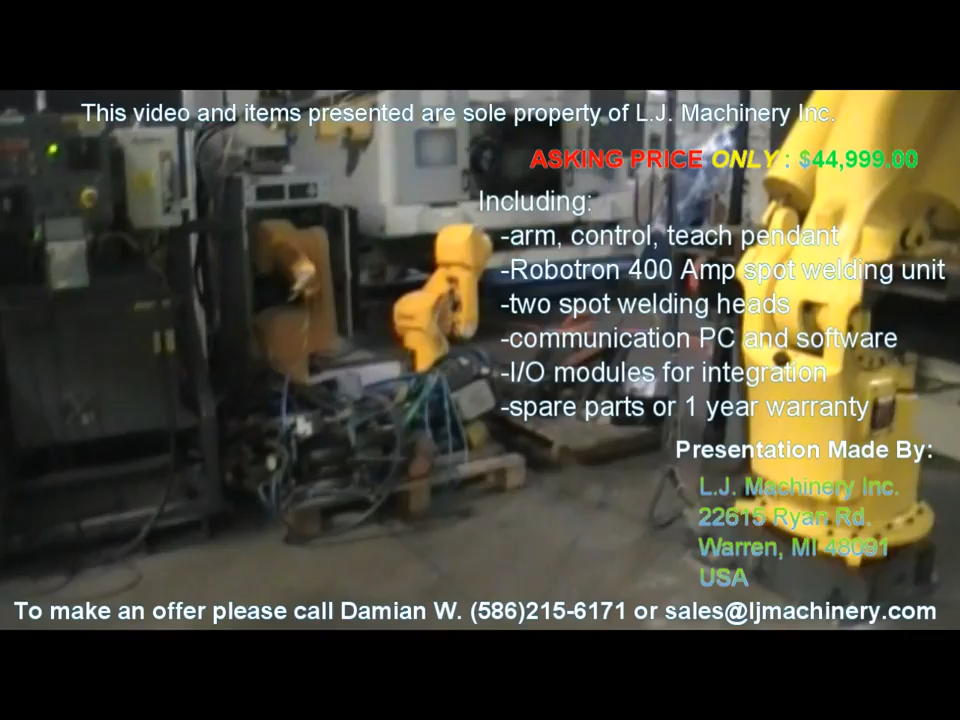 This video and items presented are sole property of L.J. Machinery Inc.
ASKING PRICE ONLY : $44,999.00
Including:
-arm, control, teach pendant
-Robotron 400 Amp spot welding unit
-two spot welding heads
-communication PC and software
-I/O modules for integration
-spare parts or 1 year warranty
Presentation Made By:
L.J. Machinery Inc.
22615 Ryan Rd.
Warren, MI 48091
USA
To make an offer please call Damian W. (586)215-6171 or sales@ljmachinery.com